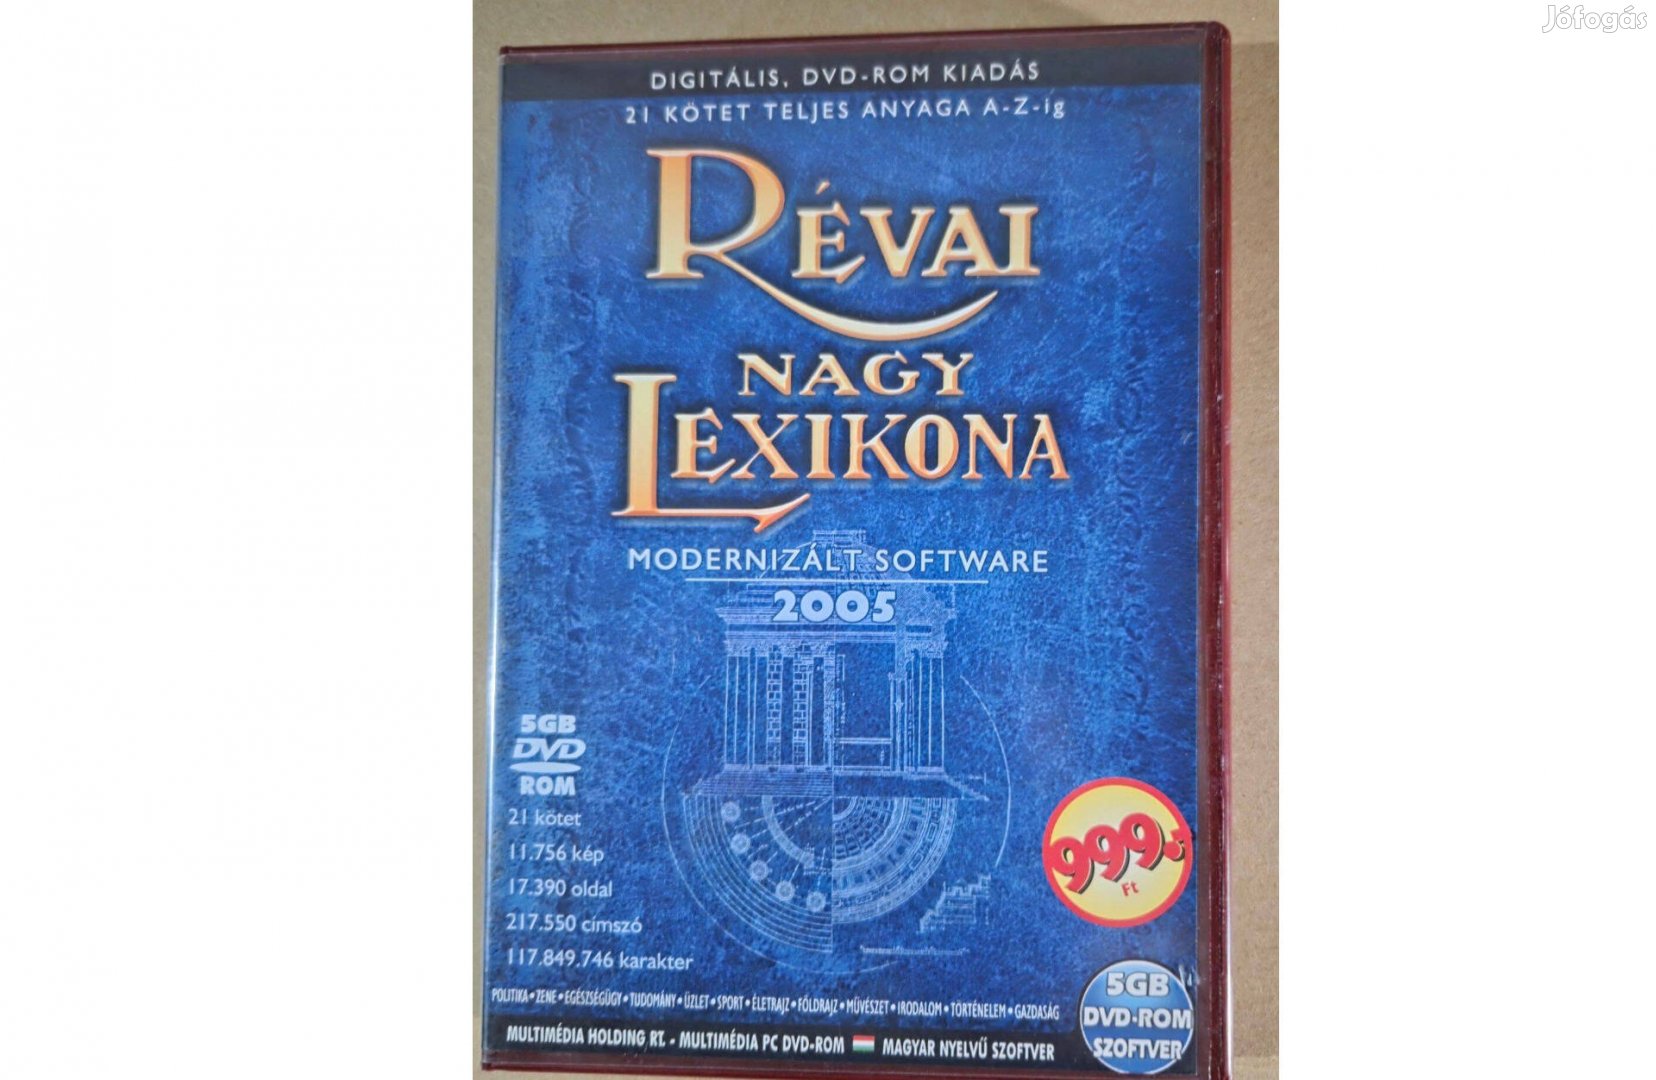 Jófogás
DIGITÁLIS, DVD-ROM KIADÁS
21 KÖTET TELJES ANYAGA A-Z-ig
RÉVAI
NAGY
LEXIKONA
MODERNIZÁLT SOFTWARE
2005
5GB
DVD
ROM
21 kötet
11.756 kép
17.390 oldal
217.550 címszó
117.849.746 karakter
999.-
Ft
5GB
DVD-ROM
SZOFTVER
POLITIKA • ZENE • EGÉSZSÉGÜGY • TUDOMÁNY • ÜZLET • SPORT • ÉLETRAJZ • FÖLDRAJZ • MŰVÉSZET • IRODALOM • TÖRTÉNELEM • GAZDASÁG
MULTIMÉDIA HOLDING RT. - MULTIMÉDIA PC DVD-ROM MAGYAR NYELVŰ SZOFTVER